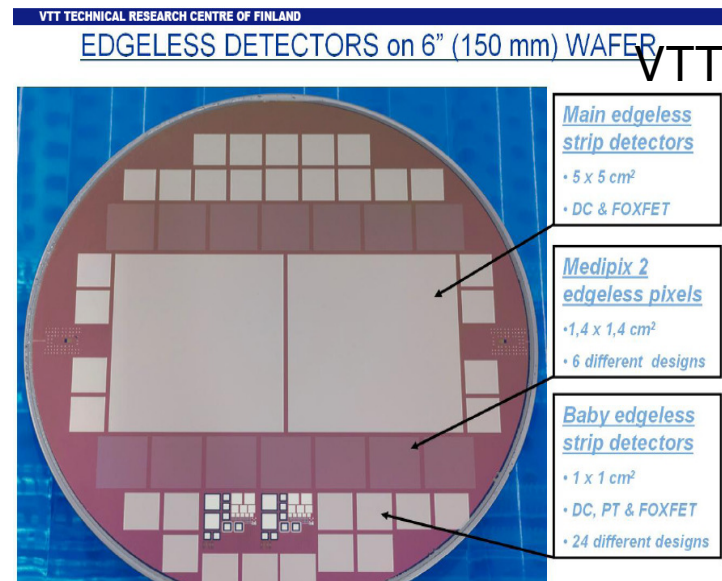 VTT TECHNICAL RESEARCH CENTRE OF FINLAND
EDGELESS DETECTORS on 6” (150 mm) WAFER
VTT
Main edgeless
strip detectors
• 5 x 5 cm²
• DC & FOXFET
Medipix 2
edgeless pixels
•1,4 x 1,4 cm²
• 6 different designs
Baby edgeless
strip detectors
• 1 x 1 cm²
• DC, PT & FOXFET
• 24 different designs